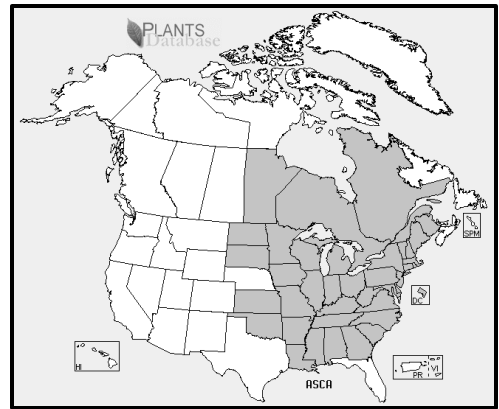 PLANTS
Database
SPM
DC
HI
PR
VI
ASCA